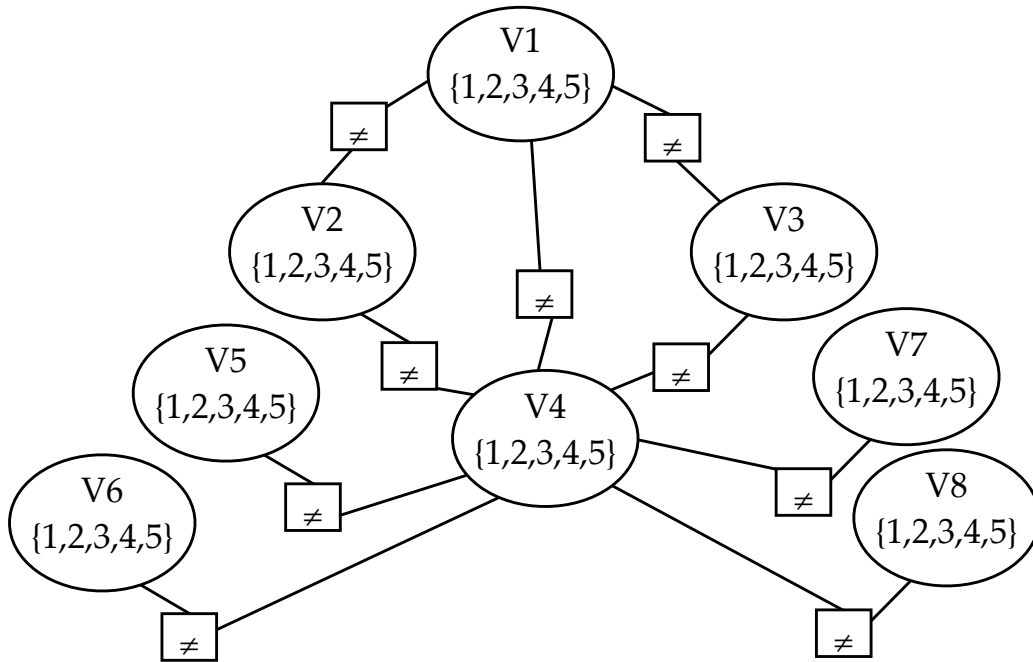 V1
{1,2,3,4,5}
≠
≠
V2
{1,2,3,4,5}
V3
{1,2,3,4,5}
≠
≠
≠
V5
{1,2,3,4,5}
V4
{1,2,3,4,5}
V7
{1,2,3,4,5}
V6
{1,2,3,4,5}
≠
≠
V8
{1,2,3,4,5}
≠
≠